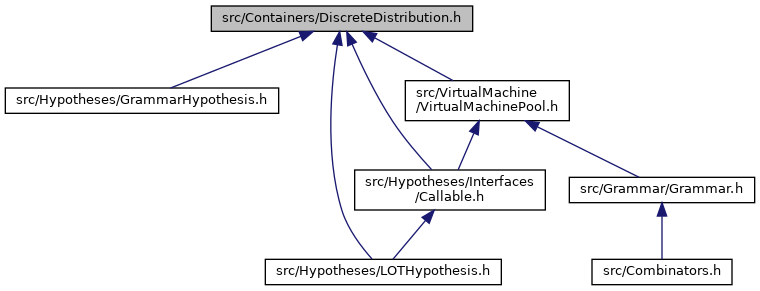 src/Containers/DiscreteDistribution.h
src/Hypotheses/GrammarHypothesis.h
src/VirtualMachine
/VirtualMachinePool.h
src/Hypotheses/Interfaces
/Callable.h
src/Grammar/Grammar.h
src/Hypotheses/LOTHypothesis.h
src/Combinators.h